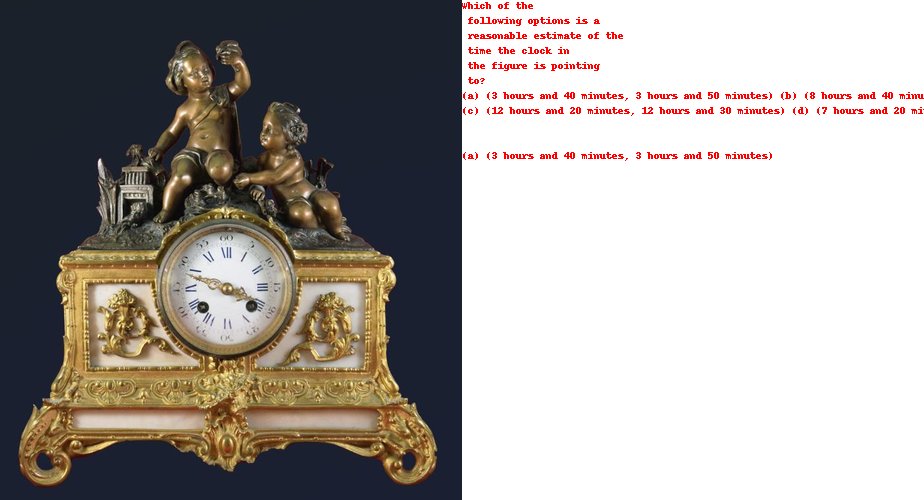 Which of the
following options is a
reasonable estimate of the
time the clock in
the figure is pointing
to?
(a) (3 hours and 40 minutes, 3 hours and 50 minutes) (b) (8 hours and 40 minu
(c) (12 hours and 20 minutes, 12 hours and 30 minutes) (d) (7 hours and 20 mi
(a) (3 hours and 40 minutes, 3 hours and 50 minutes)
60
55
XII